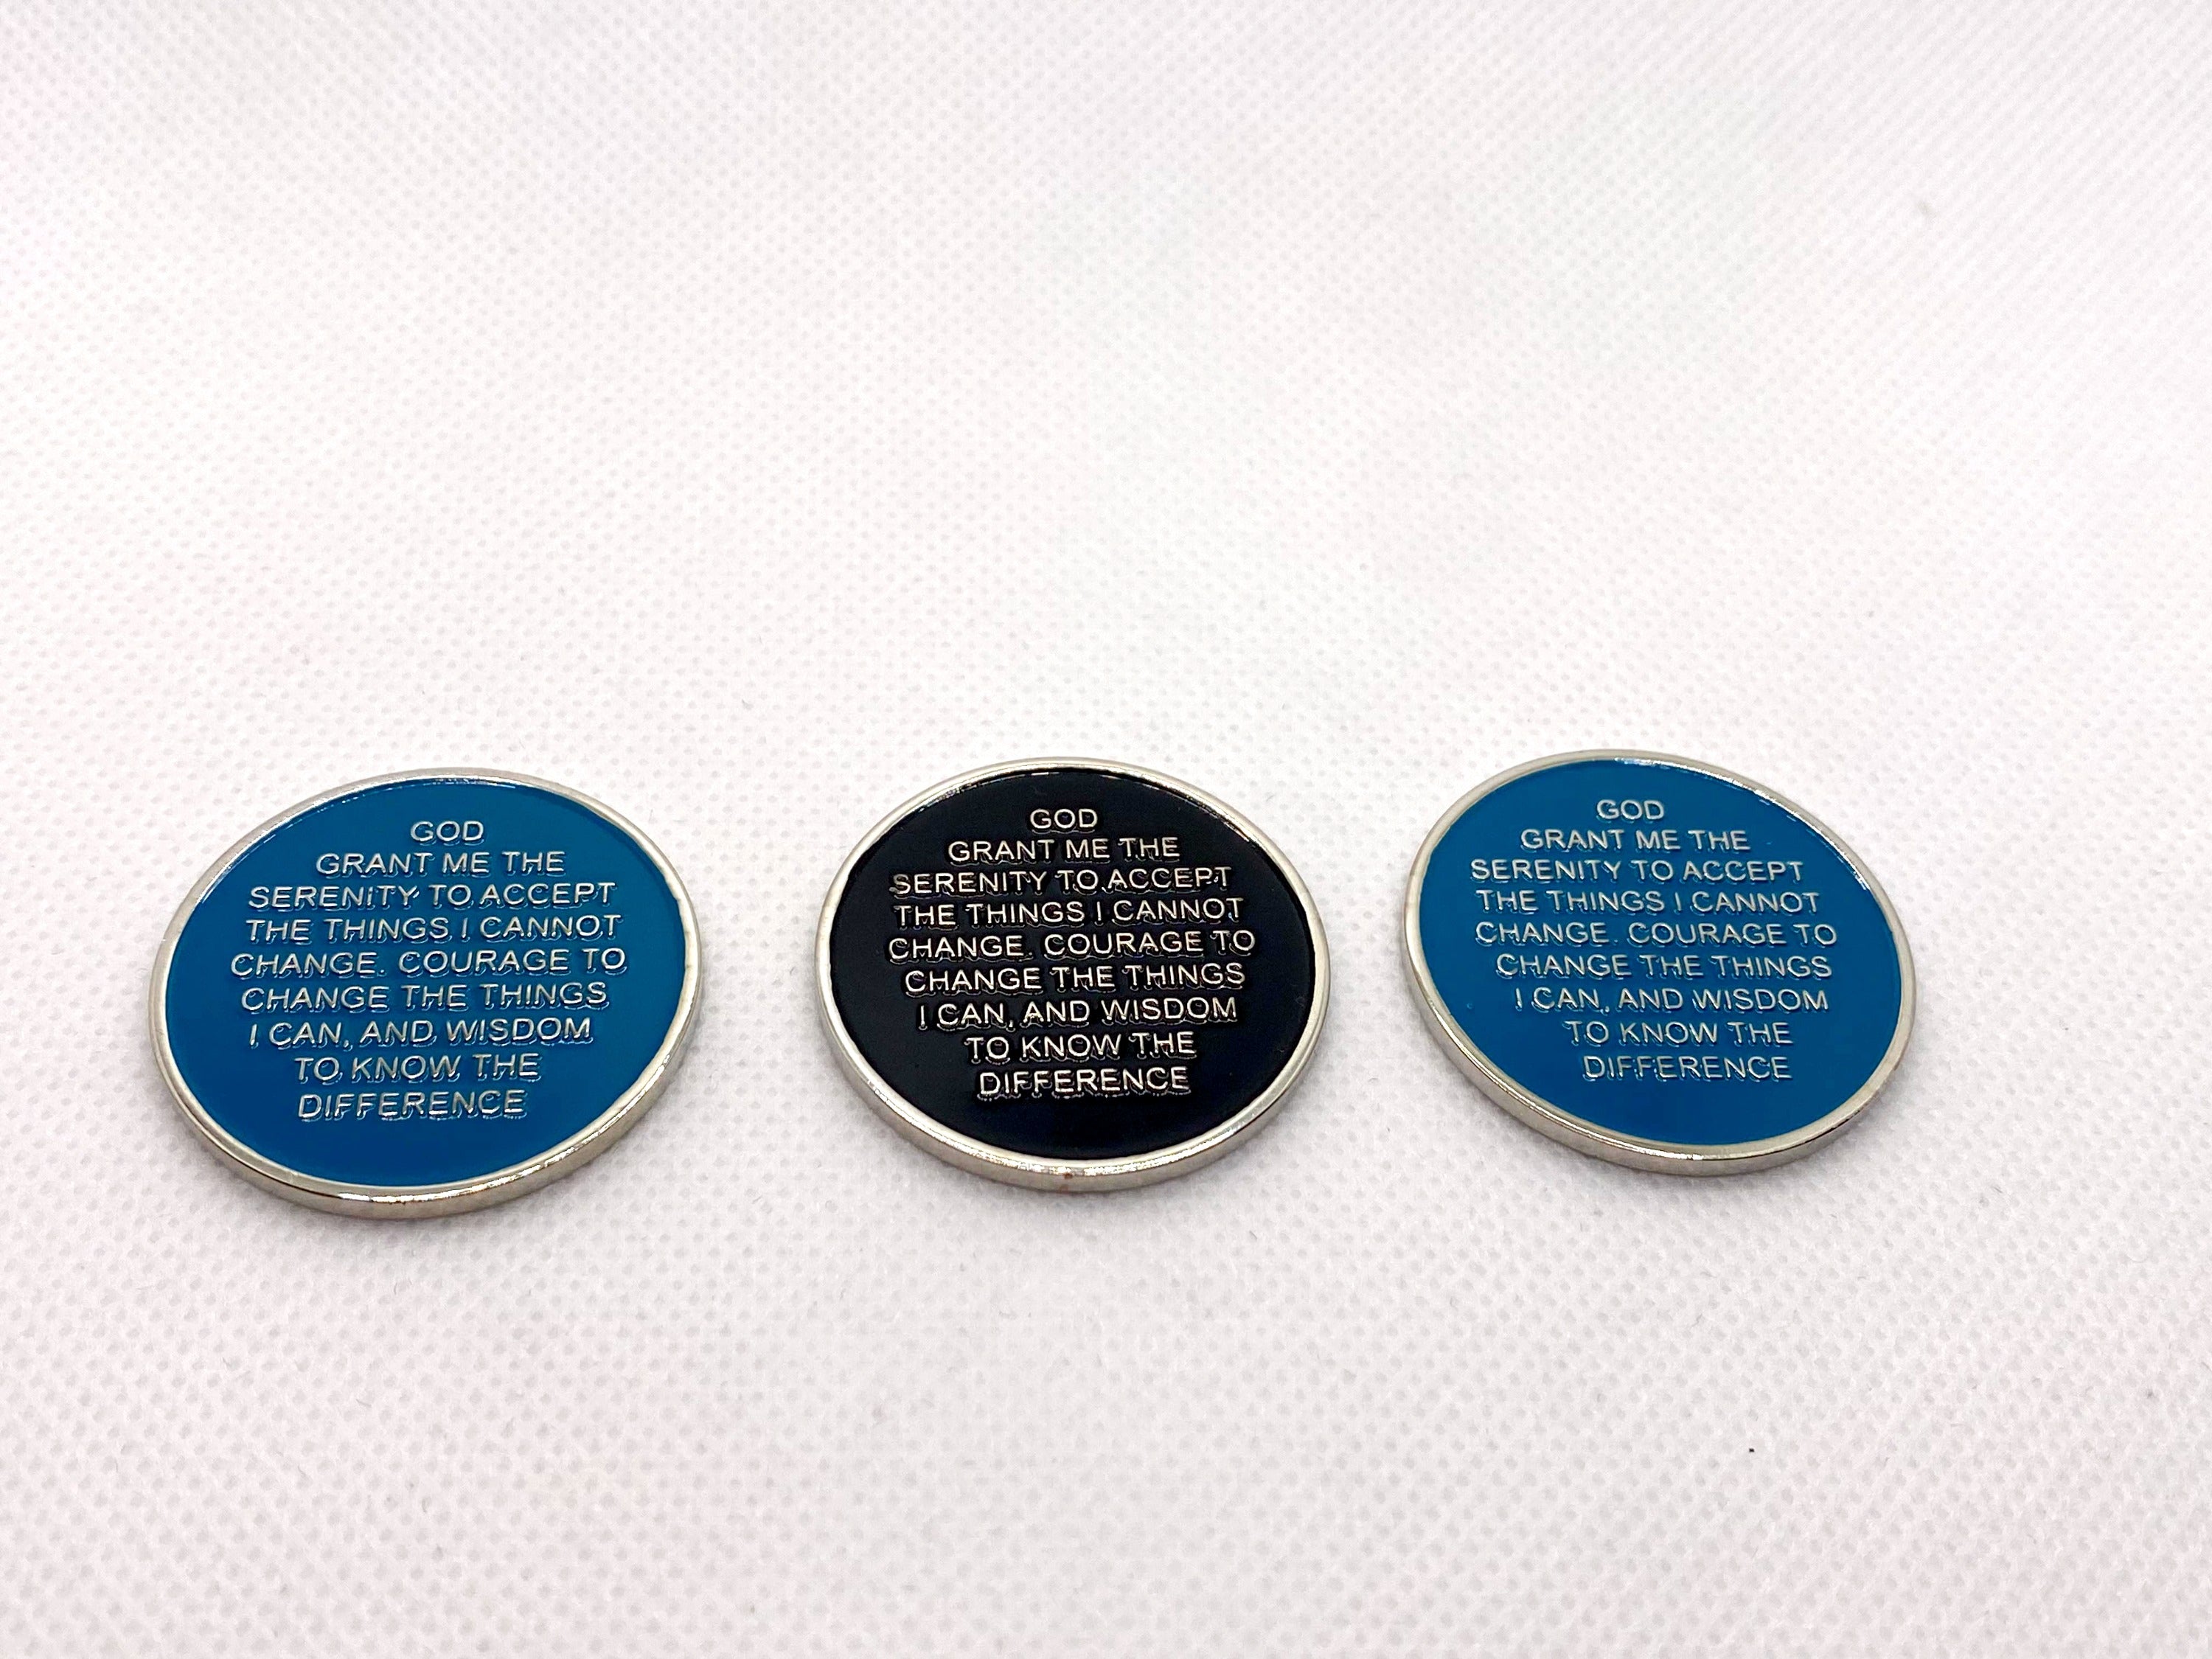 GOD
GRANT ME THE
SERENITY TO ACCEPT
THE THINGS I CANNOT
CHANGE. COURAGE TO
CHANGE THE THINGS
I CAN, AND WISDOM
TO KNOW THE
DIFFERENCE
GOD
GRANT ME THE
SERENITY TO ACCEPT
THE THINGS I CANNOT
CHANGE. COURAGE TO
CHANGE THE THINGS
I CAN, AND WISDOM
TO KNOW THE
DIFFERENCE
GOD
GRANT ME THE
SERENITY TO ACCEPT
THE THINGS I CANNOT
CHANGE. COURAGE TO
CHANGE THE THINGS
I CAN, AND WISDOM
TO KNOW THE
DIFFERENCE